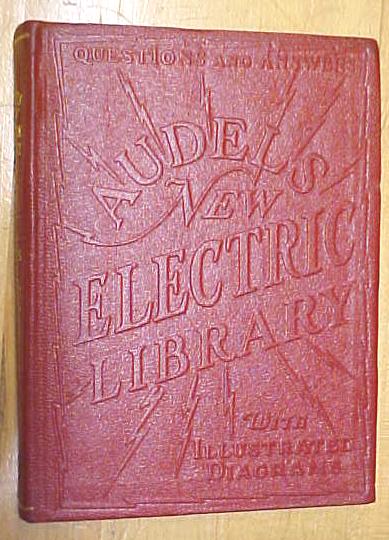 QUESTIONS AND ANSWERS
AUDELS
NEW
ELECTRIC
LIBRARY
WITH
ILLUSTRATED
DIAGRAMS